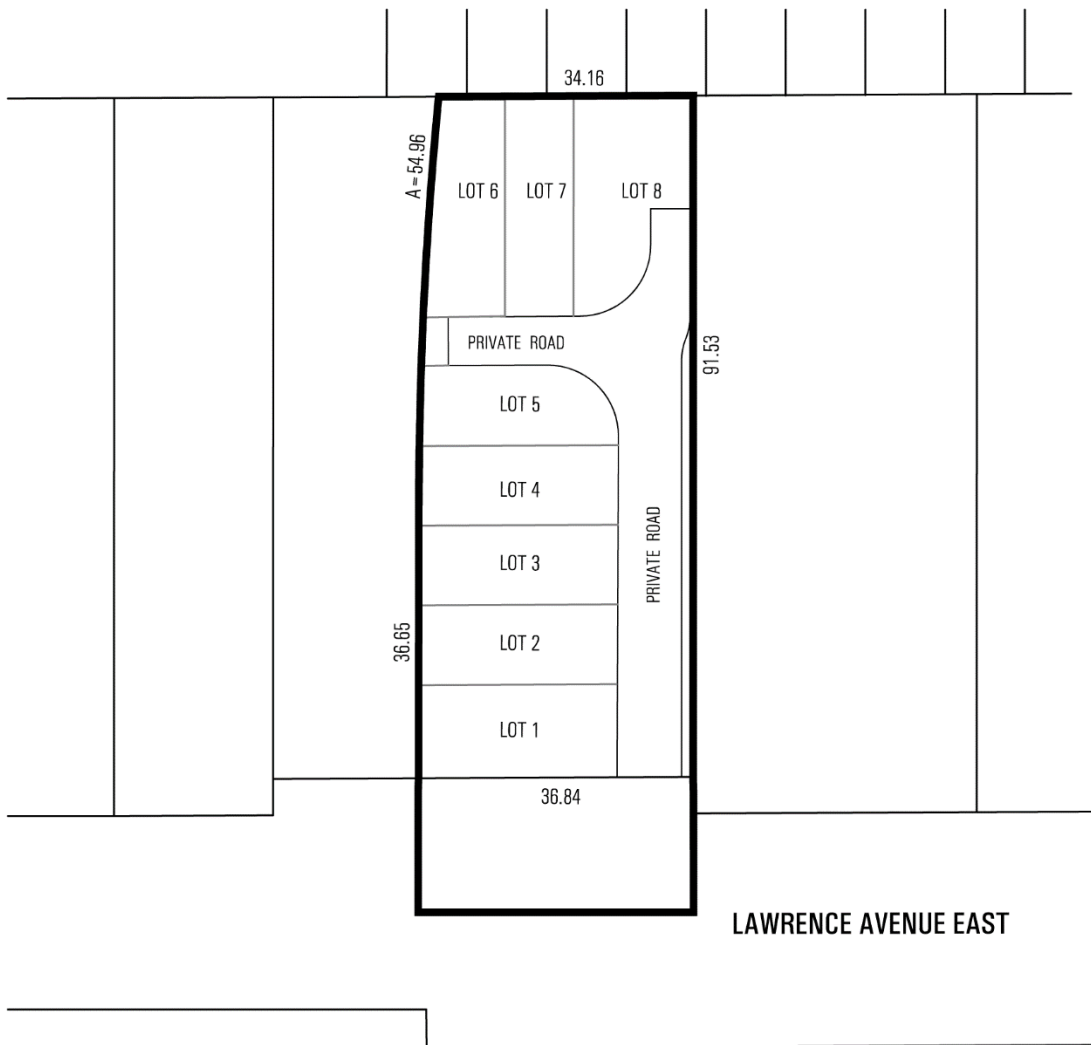 34.16
A = 54.96
LOT 6
LOT 7
LOT 8
PRIVATE ROAD
91.53
LOT 5
LOT 4
PRIVATE ROAD
LOT 3
36.65
LOT 2
LOT 1
36.84
LAWRENCE AVENUE EAST